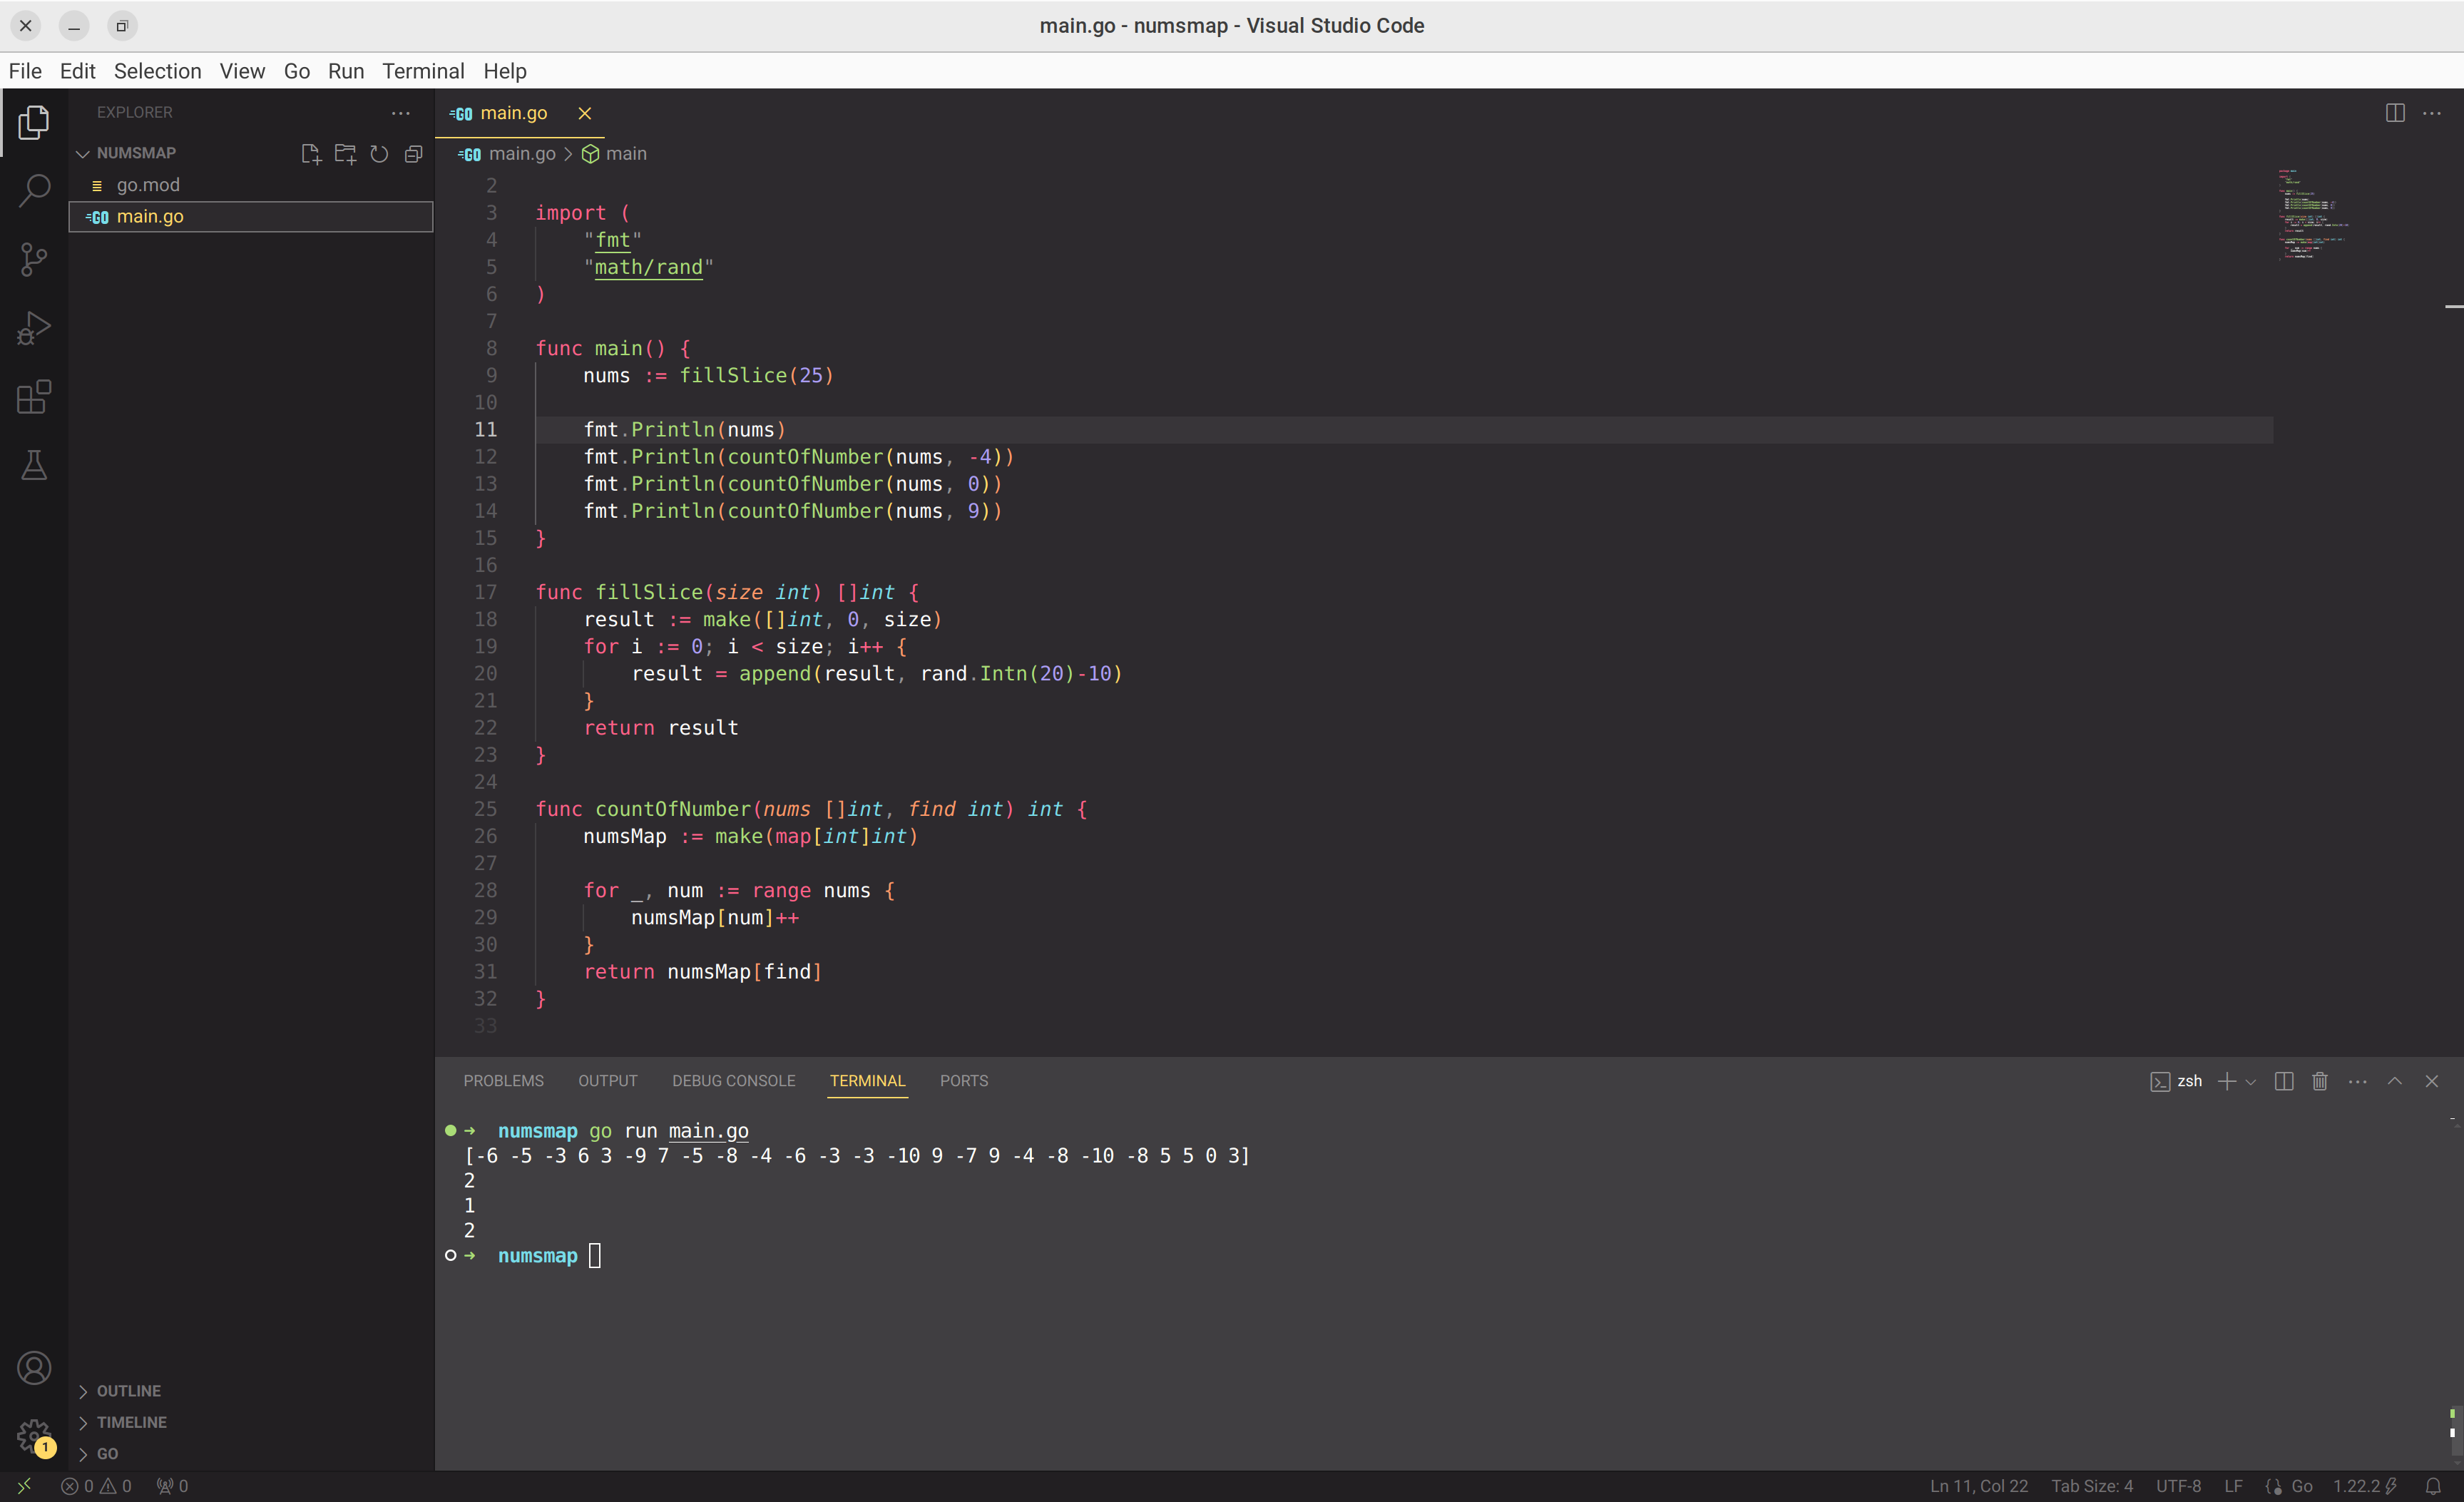 main.go - numsmap - Visual Studio Code
File Edit Selection View Go Run Terminal Help
EXPLORER
NUMSMAP
go.mod
main.go
GO main.go
GO main.go > main
2
3 import (
4 "fmt"
5 "math/rand"
6 )
7
8 func main() {
9 nums := fillSlice(25)
10
11 fmt.Println(nums)
12 fmt.Println(countOfNumber(nums, -4))
13 fmt.Println(countOfNumber(nums, 0))
14 fmt.Println(countOfNumber(nums, 9))
15 }
16
17 func fillSlice(size int) []int {
18 result := make([]int, 0, size)
19 for i := 0; i < size; i++ {
20 result = append(result, rand.Intn(20)-10)
21 }
22 return result
23 }
24
25 func countOfNumber(nums []int, find int) int {
26 numsMap := make(map[int]int)
27
28 for _, num := range nums {
29 numsMap[num]++
30 }
31 return numsMap[find]
32 }
33
PROBLEMS OUTPUT DEBUG CONSOLE TERMINAL PORTS
zsh
➜ numsmap go run main.go
[-6 -5 -3 6 3 -9 7 -5 -8 -4 -6 -3 -3 -10 9 -7 9 -4 -8 -10 -8 5 5 0 3]
2
1
2
➜ numsmap
OUTLINE
TIMELINE
GO
1
0 0 0
Ln 11, Col 22 Tab Size: 4 UTF-8 LF Go 1.22.2